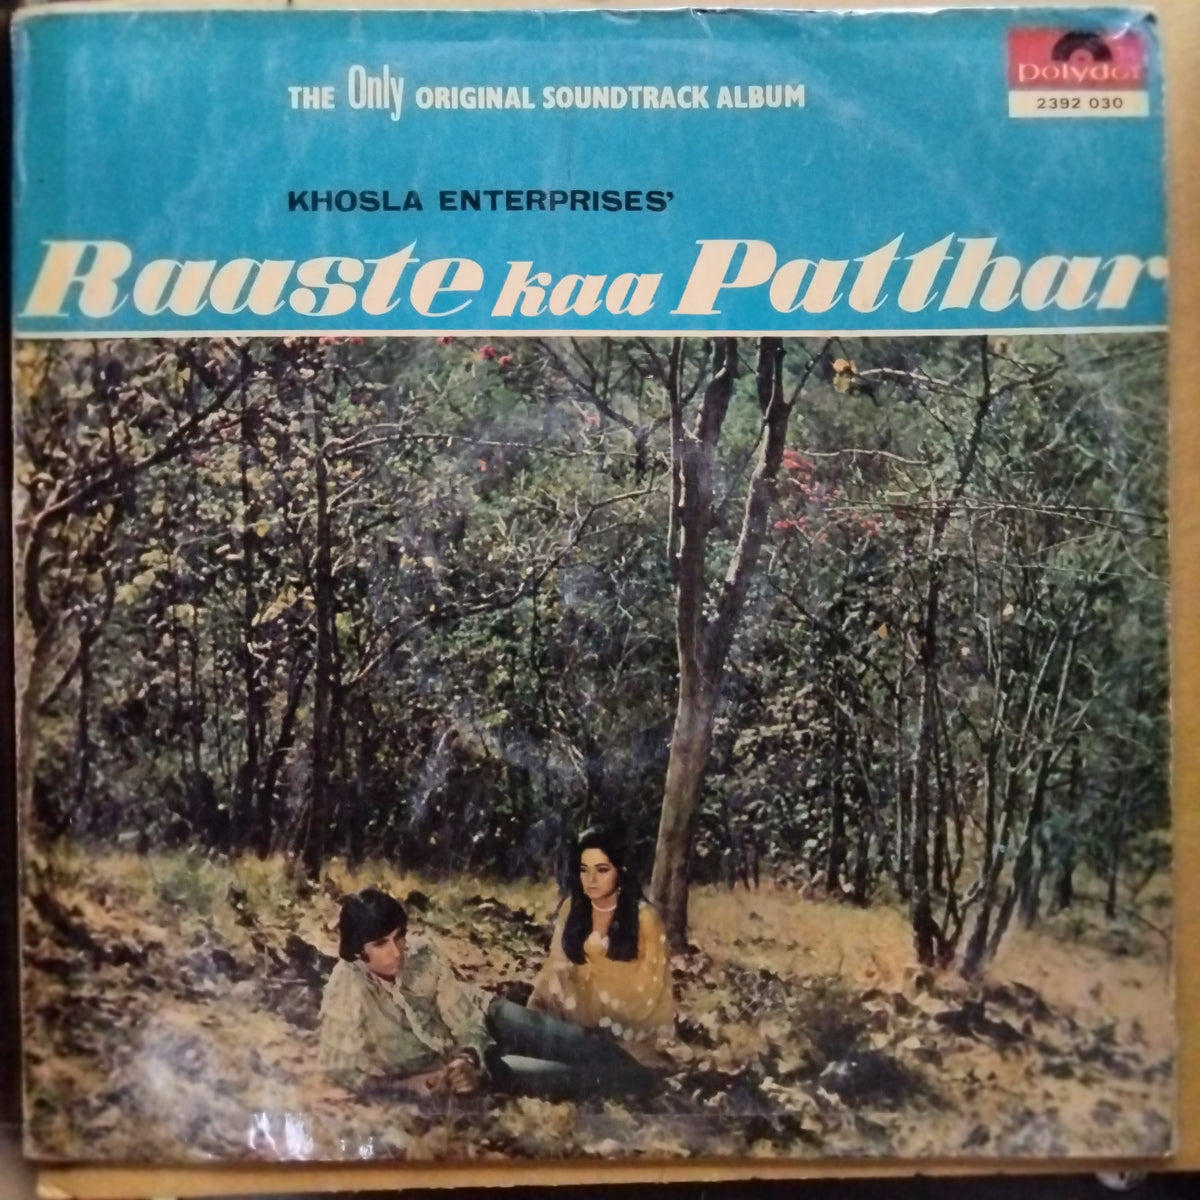 THE Only ORIGINAL SOUNDTRACK ALBUM
polydor
2392 030
KHOSLA ENTERPRISES'
Raaste kaa Patthar